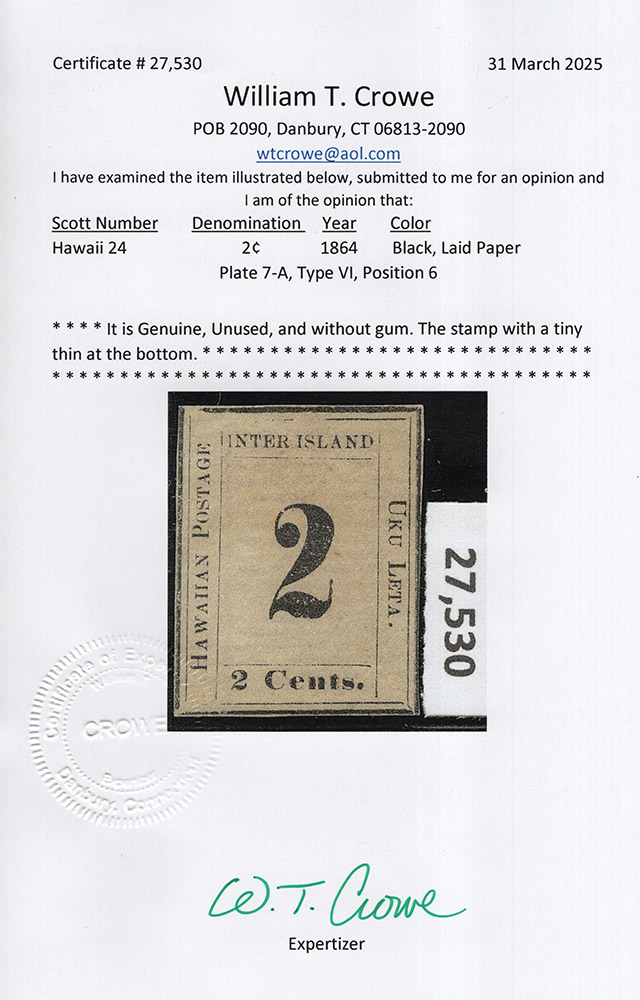 Certificate # 27,530 31 March 2025
William T. Crowe
POB 2090, Danbury, CT 06813-2090
wtcrowe@aol.com
I have examined the item illustrated below, submitted to me for an opinion and
I am of the opinion that:
Scott Number Denomination Year Color
Hawaii 24 2¢ 1864 Black, Laid Paper
Plate 7-A, Type VI, Position 6
* * * * It is Genuine, Unused, and without gum. The stamp with a tiny
thin at the bottom. * * * * * * * * * * * * * * * * * * * * * * * * * * * * *
* * * * * * * * * * * * * * * * * * * * * * * * * * * * * * * * * * * * * * * *
INTER ISLAND
HAWAIIAN POSTAGE
2
UKU LETA.
2 Cents.
27,530
Certificate of
CROWE
Danbury,
W. T. Crowe
Expertizer